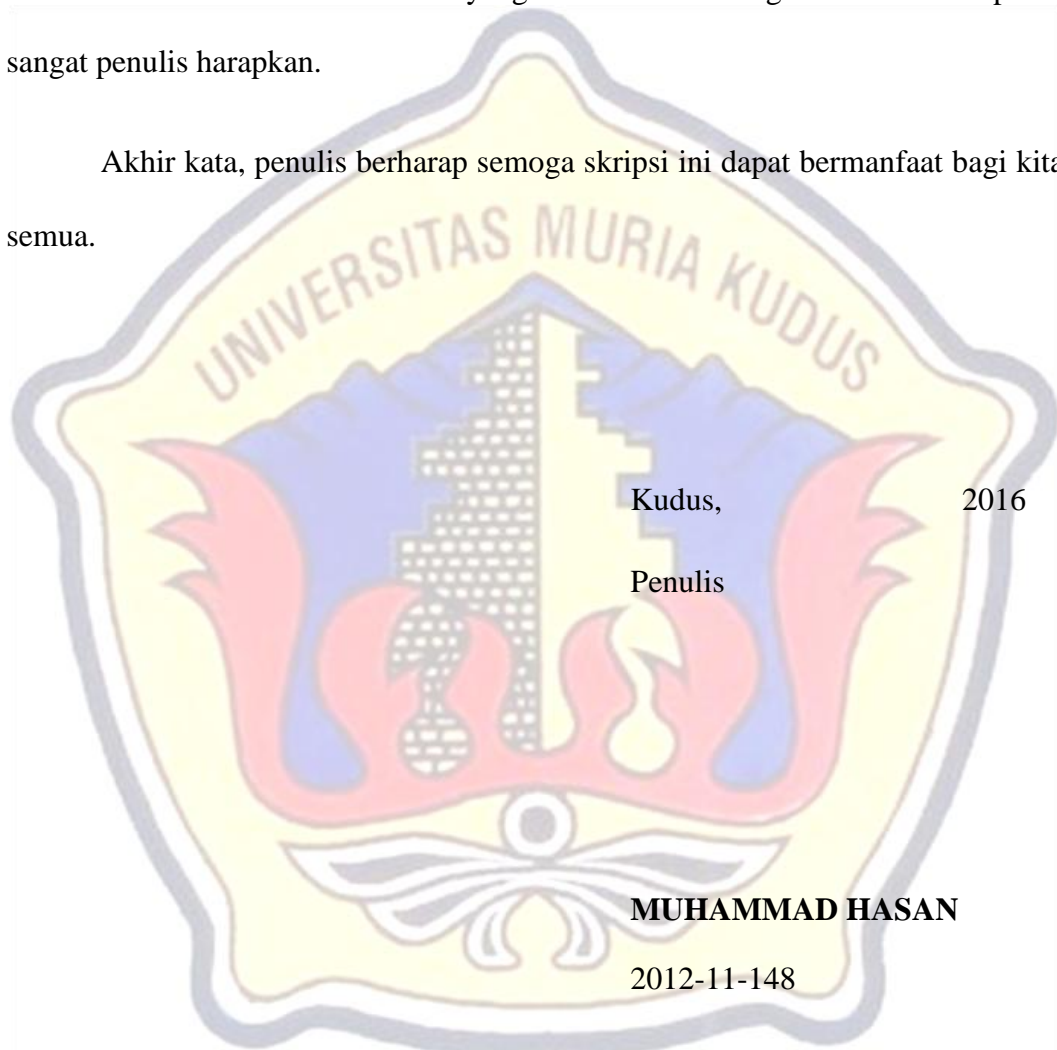 sangat penulis harapkan.
Akhir kata, penulis berharap semoga skripsi ini dapat bermanfaat bagi kita
semua.
UNIVERSITAS MURIA KUDUS
Kudus, 2016
Penulis
MUHAMMAD HASAN
2012-11-148